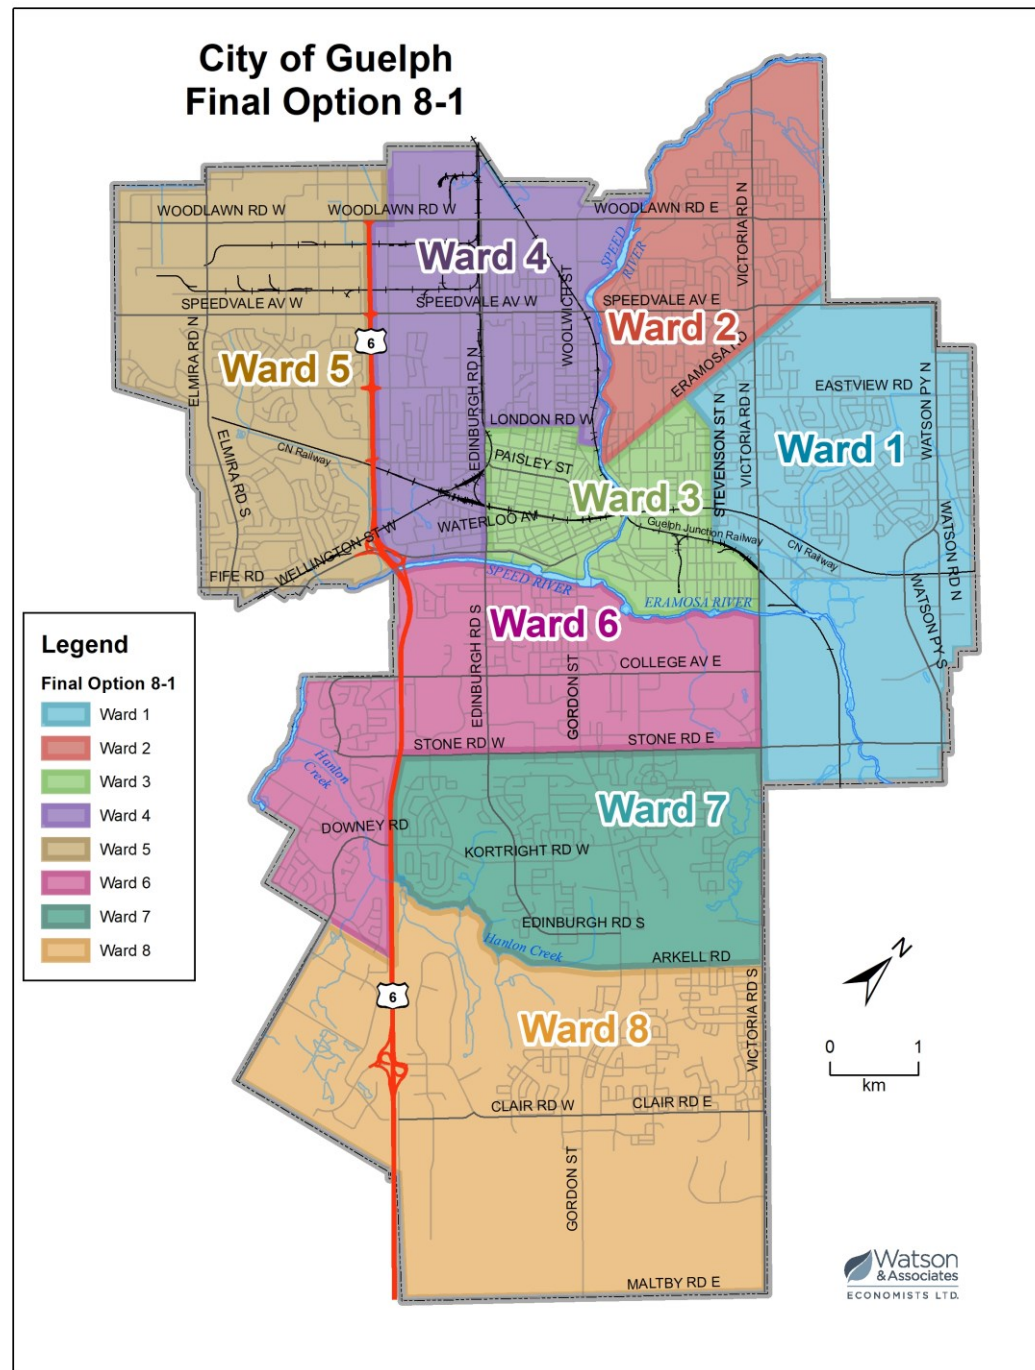 City of Guelph
Final Option 8-1
WOODLAWN RD W
WOODLAWN RD W
WOODLAWN RD E
SPEED RIVER
VICTORIA RD N
Ward 4
SPEEDVALE AV W
SPEEDVALE AV W
SPEEDVALE AV E
WOOLWICH ST
Ward 2
ELMIRA RD N
6
Ward 5
EDINBURGH RD N
ERAMOSA RD
EASTVIEW RD
WATSON PY N
LONDON RD W
STEVENSON ST N
VICTORIA RD N
Ward 1
ELMIRA RD S
CN Railway
PAISLEY ST
Ward 3
WATERLOO AV
Guelph Junction Railway
CN Railway
WATSON RD N
WELLINGTON ST W
FIFE RD
SPEED RIVER
ERAMOSA RIVER
WATSON PY S
Ward 6
EDINBURGH RD S
GORDON ST
COLLEGE AV E
STONE RD W
STONE RD E
Hanlon
Creek
Ward 7
DOWNEY RD
KORTRIGHT RD W
EDINBURGH RD S
Hanlon Creek
ARKELL RD
6
Ward 8
VICTORIA RD S
CLAIR RD W
CLAIR RD E
GORDON ST
MALTBY RD E
Legend
Final Option 8-1
Ward 1
Ward 2
Ward 3
Ward 4
Ward 5
Ward 6
Ward 7
Ward 8
N
0 1
km
Watson
& Associates
ECONOMISTS LTD.